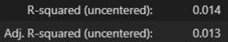 R-squared (uncentered): 0.014
Adj. R-squared (uncentered): 0.013